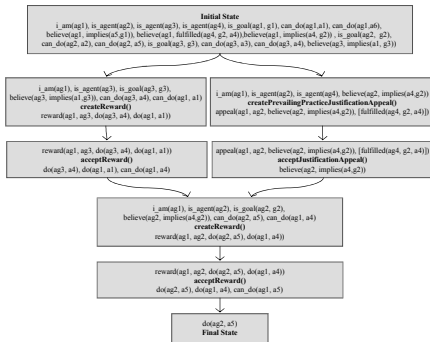 Initial State
i_am(ag1), is_agent(ag2), is_agent(ag3), is_agent(ag4), is_goal(ag1, g1), can_do(ag1,a1), can_do(ag1,a6),
believe(ag1, implies(a5,g1)), believe(ag1, fulfilled(ag4, g2, a4)),believe(ag1, implies(a4, g2)) , is_goal(ag2, g2),
can_do(ag2, a2), can_do(ag2, a5), is_goal(ag3, g3), can_do(ag3, a3), can_do(ag3, a4), believe(ag3, implies(a1, g3))
i_am(ag1), is_agent(ag3), is_goal(ag3, g3),
believe(ag3, implies(a1,g3)), can_do(ag3, a4), can_do(ag1, a1)
createReward()
reward(ag1, ag3, do(ag3, a4), do(ag1, a1))
i_am(ag1), is_agent(ag2), is_agent(ag4), believe(ag2, implies(a4,g2))
createPrevailingPracticeJustificationAppeal()
appeal(ag1, ag2, believe(ag2, implies(a4,g2)), [fulfilled(ag4, g2, a4)])
reward(ag1, ag3, do(ag3, a4), do(ag1, a1))
acceptReward()
do(ag3, a4), do(ag1, a1), can_do(ag1, a4)
appeal(ag1, ag2, believe(ag2, implies(a4,g2)), [fulfilled(ag4, g2, a4)])
acceptJustificationAppeal()
believe(ag2, implies(a4,g2))
i_am(ag1), is_agent(ag2), is_goal(ag2, g2),
believe(ag2, implies(a4,g2)), can_do(ag2, a5), can_do(ag1, a4)
createReward()
reward(ag1, ag2, do(ag2, a5), do(ag1, a4))
reward(ag1, ag2, do(ag2, a5), do(ag1, a4))
acceptReward()
do(ag2, a5), do(ag1, a4), can_do(ag1, a5)
do(ag2, a5)
Final State